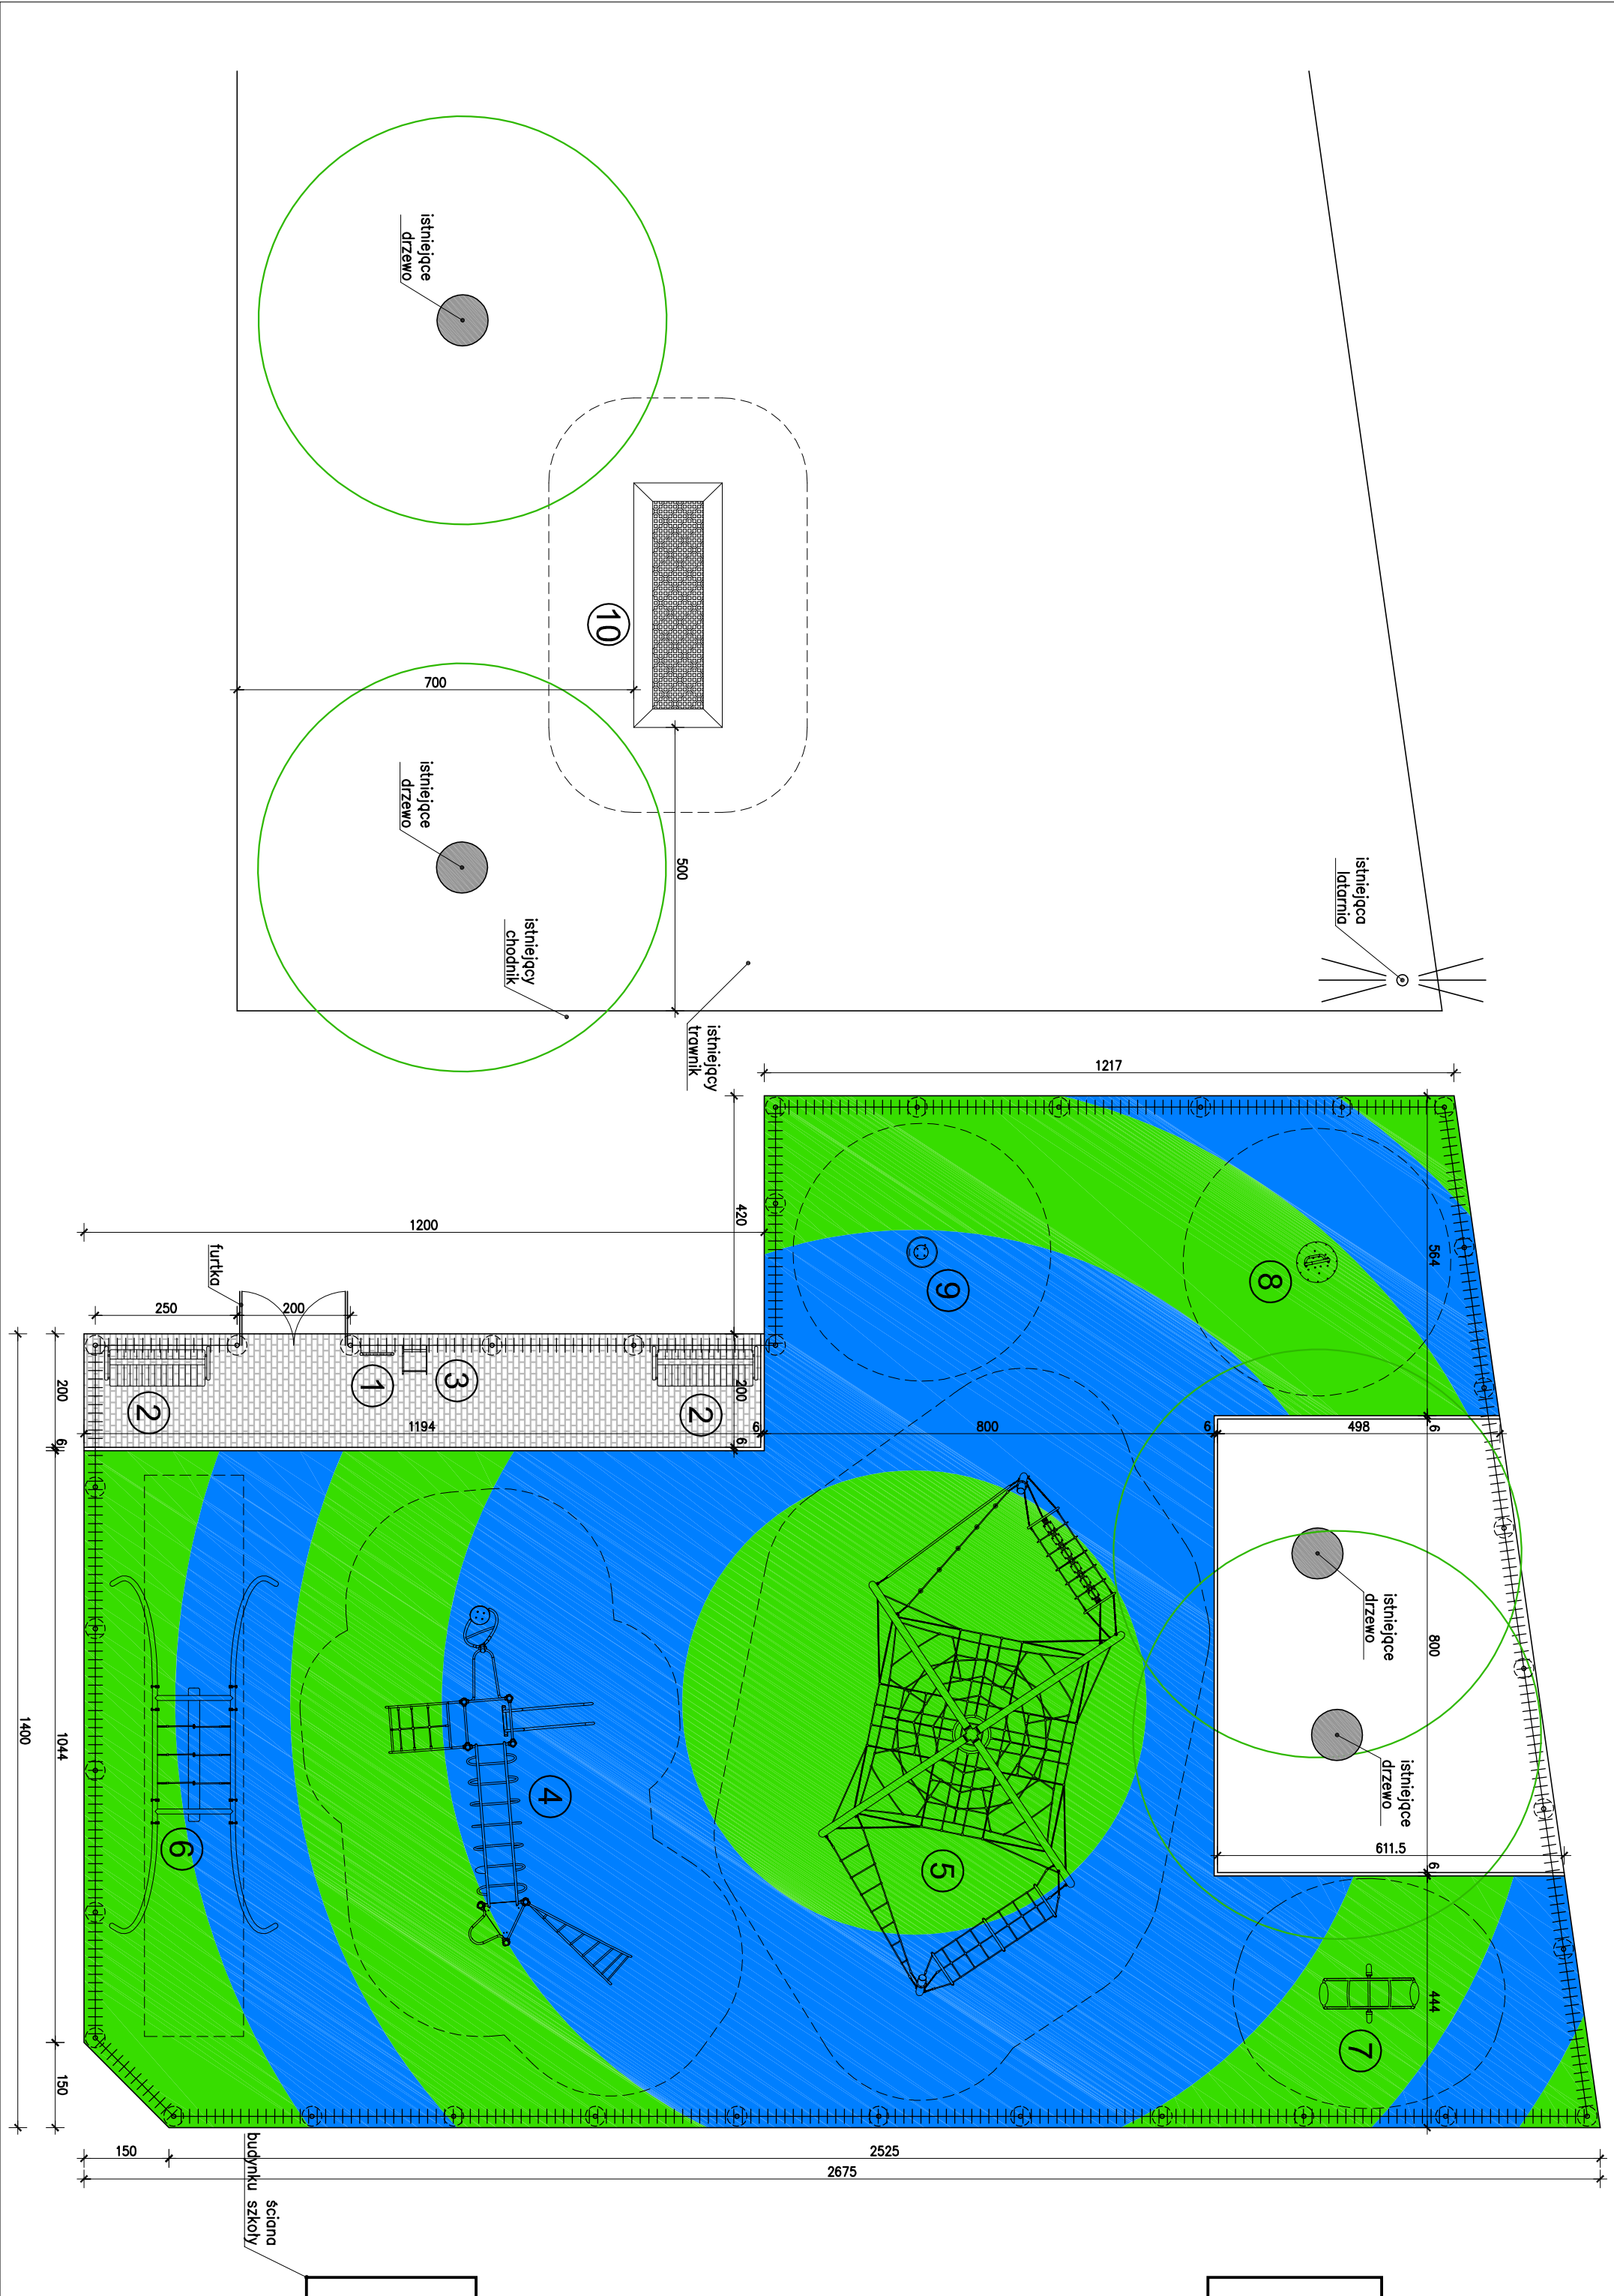 istniejące
drzewo
10
700
istniejące
drzewo
500
istniejąca
latarnia
istniejący
chodnik
istniejący
trawnik
1217
420
1200
564
8
9
furtka
250
200
200
2
1
3
2
200
6
1194
6
6
800
6
498
6
istniejące
drzewo
800
istniejące
drzewo
611.5
6
1400
1044
4
5
6
444
7
150
150
2525
2675
ściana
budynku szkoły